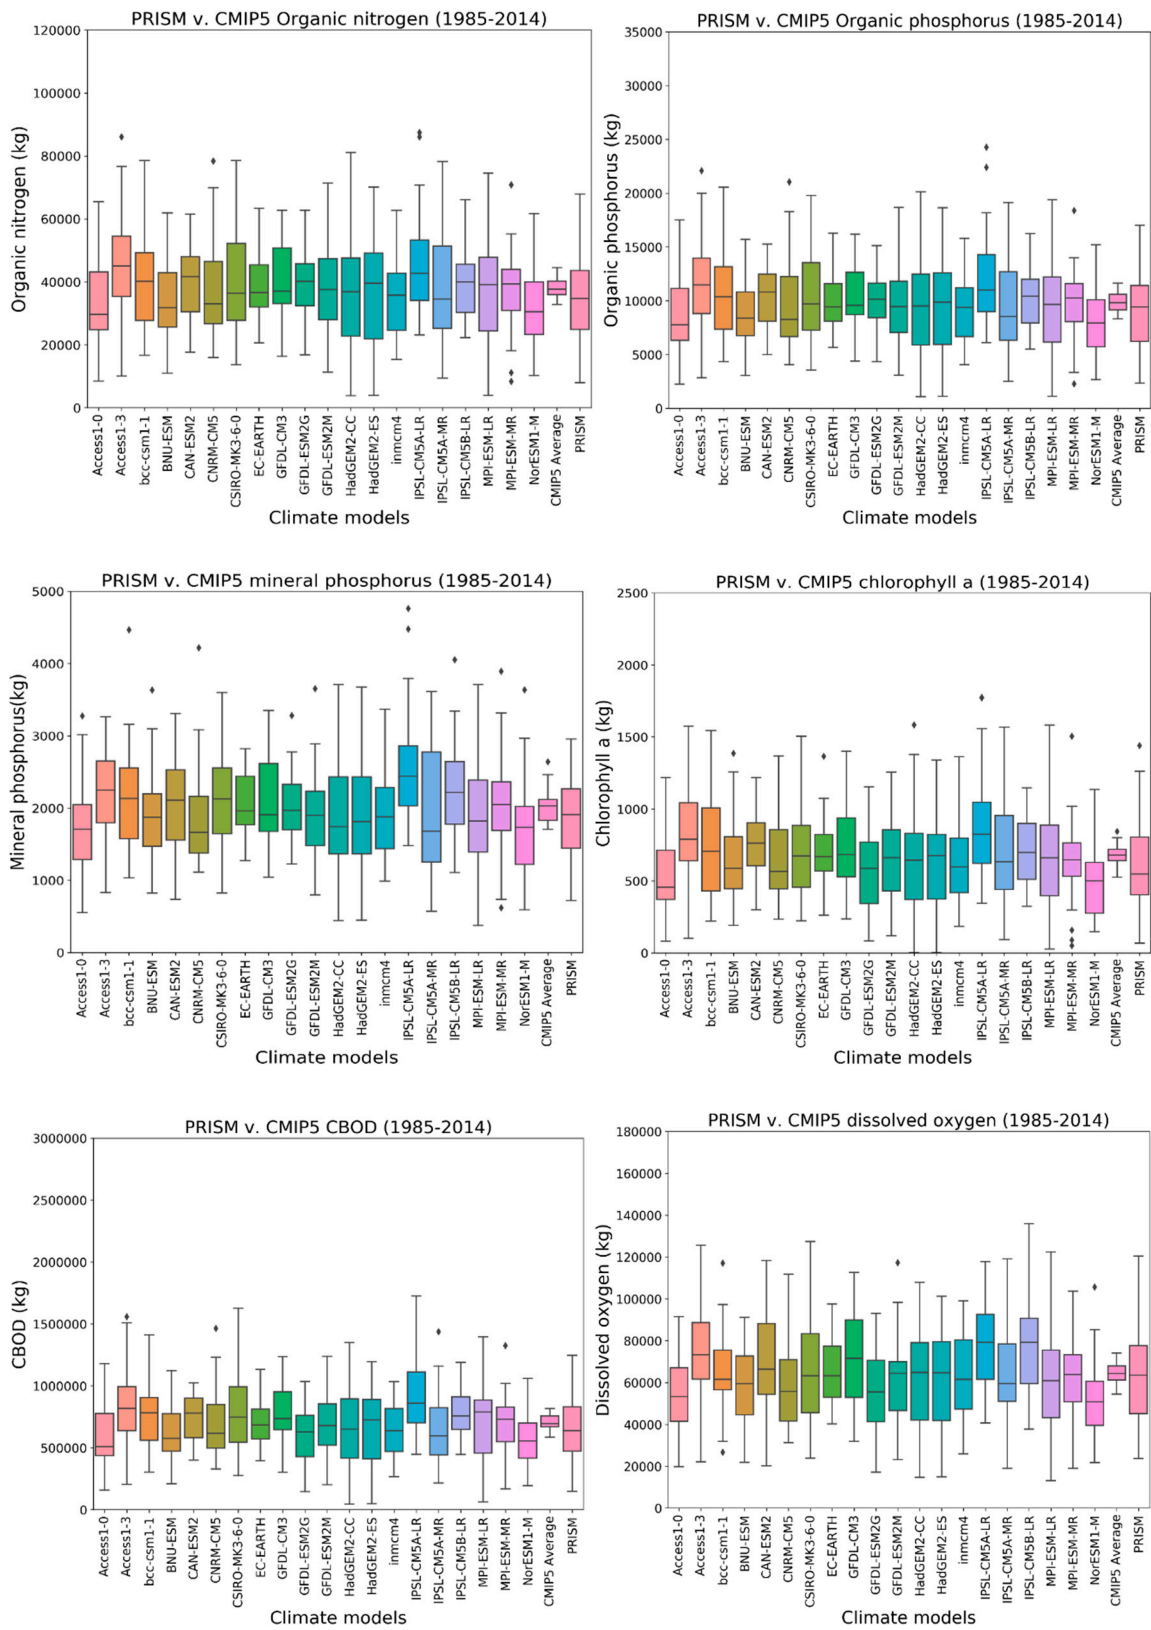 PRISM v. CMIP5 Organic nitrogen (1985-2014)
Organic nitrogen (kg)
120000
100000
80000
60000
40000
20000
0
Access1-0
Access1-3
bcc-csm1-1
BNU-ESM
CAN-ESM2
CNRM-CM5
CSIRO-MK3-6-0
EC-EARTH
GFDL-CM3
GFDL-ESM2G
GFDL-ESM2M
HadGEM2-CC
HadGEM2-ES
inmcm4
IPSL-CM5A-LR
IPSL-CM5A-MR
IPSL-CM5B-LR
MPI-ESM-LR
MPI-ESM-MR
NorESM1-M
CMIP5 Average
PRISM
Climate models
PRISM v. CMIP5 Organic phosphorus (1985-2014)
Organic phosphorus (kg)
35000
30000
25000
20000
15000
10000
5000
0
Access1-0
Access1-3
bcc-csm1-1
BNU-ESM
CAN-ESM2
CNRM-CM5
CSIRO-MK3-6-0
EC-EARTH
GFDL-CM3
GFDL-ESM2G
GFDL-ESM2M
HadGEM2-CC
HadGEM2-ES
inmcm4
IPSL-CM5A-LR
IPSL-CM5A-MR
IPSL-CM5B-LR
MPI-ESM-LR
MPI-ESM-MR
NorESM1-M
CMIP5 Average
PRISM
Climate models
PRISM v. CMIP5 mineral phosphorus (1985-2014)
Mineral phosphorus(kg)
5000
4000
3000
2000
1000
0
Access1-0
Access1-3
bcc-csm1-1
BNU-ESM
CAN-ESM2
CNRM-CM5
CSIRO-MK3-6-0
EC-EARTH
GFDL-CM3
GFDL-ESM2G
GFDL-ESM2M
HadGEM2-CC
HadGEM2-ES
inmcm4
IPSL-CM5A-LR
IPSL-CM5A-MR
IPSL-CM5B-LR
MPI-ESM-LR
MPI-ESM-MR
NorESM1-M
CMIP5 Average
PRISM
Climate models
PRISM v. CMIP5 chlorophyll a (1985-2014)
Chlorophyll a (kg)
2500
2000
1500
1000
500
0
Access1-0
Access1-3
bcc-csm1-1
BNU-ESM
CAN-ESM2
CNRM-CM5
CSIRO-MK3-6-0
EC-EARTH
GFDL-CM3
GFDL-ESM2G
GFDL-ESM2M
HadGEM2-CC
HadGEM2-ES
inmcm4
IPSL-CM5A-LR
IPSL-CM5A-MR
IPSL-CM5B-LR
MPI-ESM-LR
MPI-ESM-MR
NorESM1-M
CMIP5 Average
PRISM
Climate models
PRISM v. CMIP5 CBOD (1985-2014)
CBOD (kg)
3000000
2500000
2000000
1500000
1000000
500000
0
Access1-0
Access1-3
bcc-csm1-1
BNU-ESM
CAN-ESM2
CNRM-CM5
CSIRO-MK3-6-0
EC-EARTH
GFDL-CM3
GFDL-ESM2G
GFDL-ESM2M
HadGEM2-CC
HadGEM2-ES
inmcm4
IPSL-CM5A-LR
IPSL-CM5A-MR
IPSL-CM5B-LR
MPI-ESM-LR
MPI-ESM-MR
NorESM1-M
CMIP5 Average
PRISM
Climate models
PRISM v. CMIP5 dissolved oxygen (1985-2014)
Dissolved oxygen (kg)
180000
160000
140000
120000
100000
80000
60000
40000
20000
0
Access1-0
Access1-3
bcc-csm1-1
BNU-ESM
CAN-ESM2
CNRM-CM5
CSIRO-MK3-6-0
EC-EARTH
GFDL-CM3
GFDL-ESM2G
GFDL-ESM2M
HadGEM2-CC
HadGEM2-ES
inmcm4
IPSL-CM5A-LR
IPSL-CM5A-MR
IPSL-CM5B-LR
MPI-ESM-LR
MPI-ESM-MR
NorESM1-M
CMIP5 Average
PRISM
Climate models